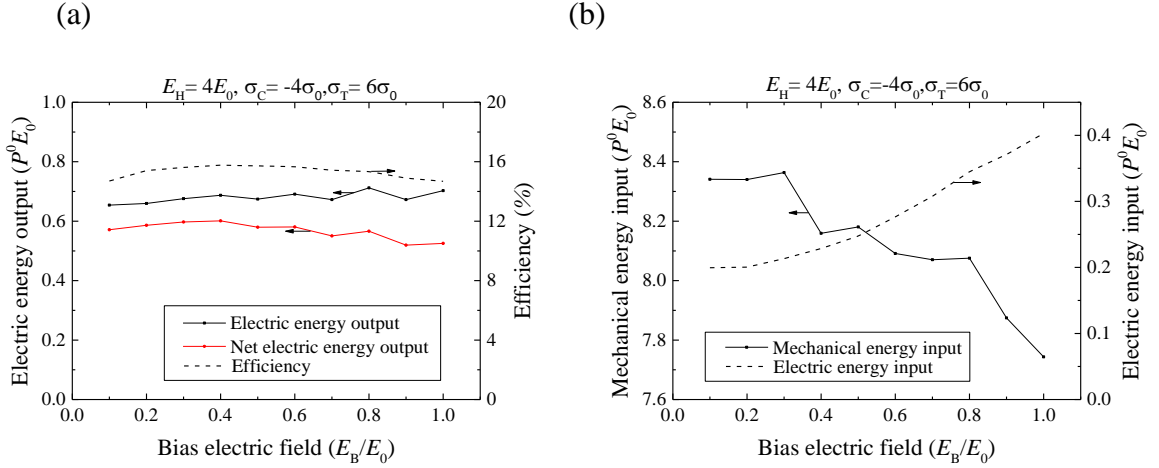 (a)
E_H= 4E_0, σ_C= -4σ_0,σ_T= 6σ_0
Electric energy output (P^0E_0)
1.0
0.8
0.6
0.4
0.2
0.0
20
16
12
8
4
0
Efficiency (%)
Electric energy output
Net electric energy output
Efficiency
0.0 0.2 0.4 0.6 0.8 1.0
Bias electric field (E_B/E_0)
(b)
E_H= 4E_0, σ_C=-4σ_0,σ_T=6σ_0
Mechanical energy input (P^0E_0)
8.6
8.4
8.2
8.0
7.8
7.6
0.4
0.3
0.2
0.1
0.0
Electric energy input (P^0E_0)
Mechanical energy input
Electric energy input
0.0 0.2 0.4 0.6 0.8 1.0
Bias electric field (E_B/E_0)